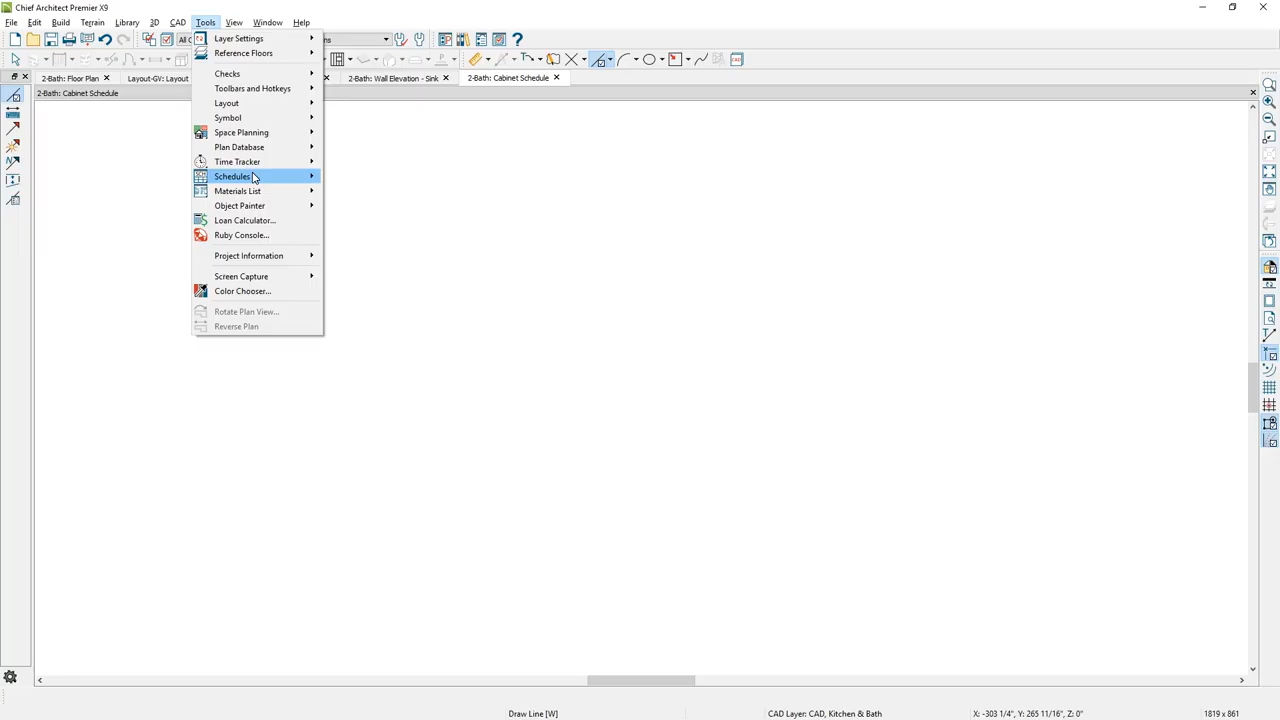 Chief Architect Premier X9
File Edit Build Terrain Library 3D CAD Tools View Window Help
2-Bath: Floor Plan
Layout-GV: Layout
2-Bath: Wall Elevation - Sink
2-Bath: Cabinet Schedule
2-Bath: Cabinet Schedule
Layer Settings
Reference Floors
Checks
Toolbars and Hotkeys
Layout
Symbol
Space Planning
Plan Database
Time Tracker
Schedules
Materials List
Object Painter
Loan Calculator...
Ruby Console...
Project Information
Screen Capture
Color Chooser...
Rotate Plan View...
Reverse Plan
Draw Line [W]
CAD Layer: CAD, Kitchen & Bath
X: -303 1/4", Y: 265 11/16", Z: 0"
1819 x 861